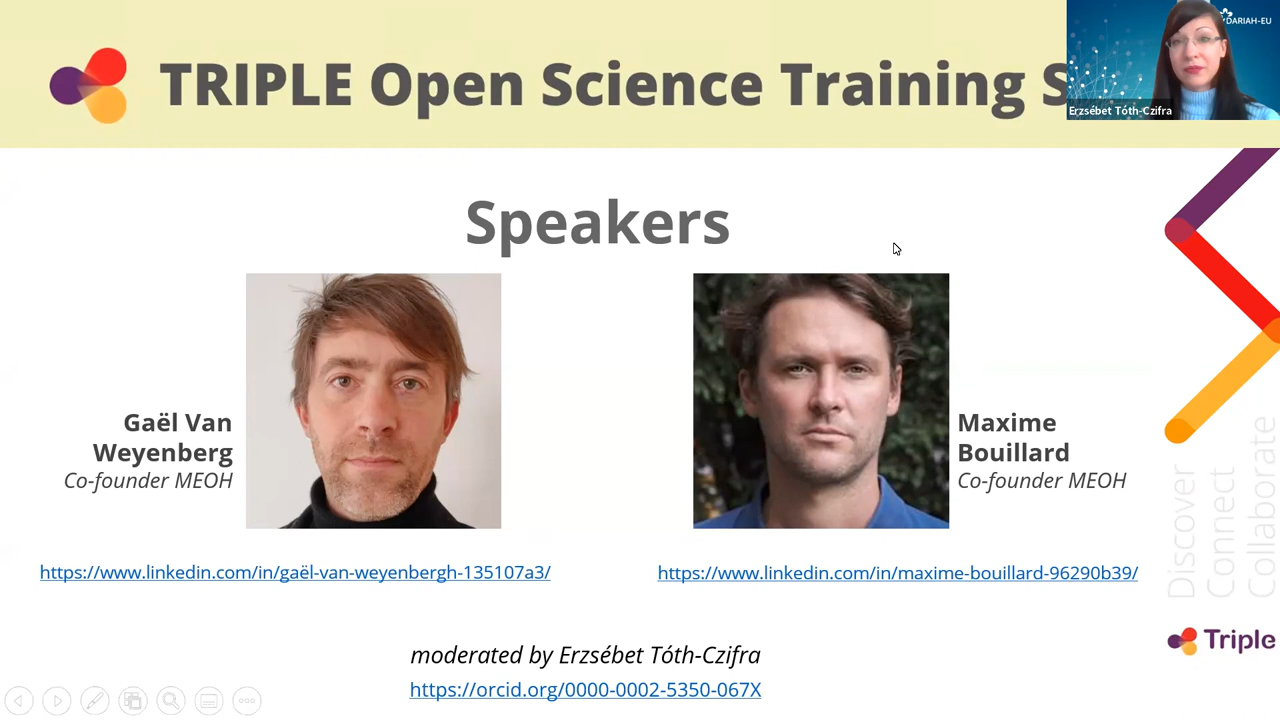 TRIPLE Open Science Training S
DARIAH-EU
Erzsébet Tóth-Czifra
Speakers
Gaël Van
Weyenberg
Co-founder MEOH
Maxime
Bouillard
Co-founder MEOH
https://www.linkedin.com/in/gaël-van-weyenbergh-135107a3/
https://www.linkedin.com/in/maxime-bouillard-96290b39/
moderated by Erzsébet Tóth-Czifra
https://orcid.org/0000-0002-5350-067X
Discover
Connect
Collaborate
Triple